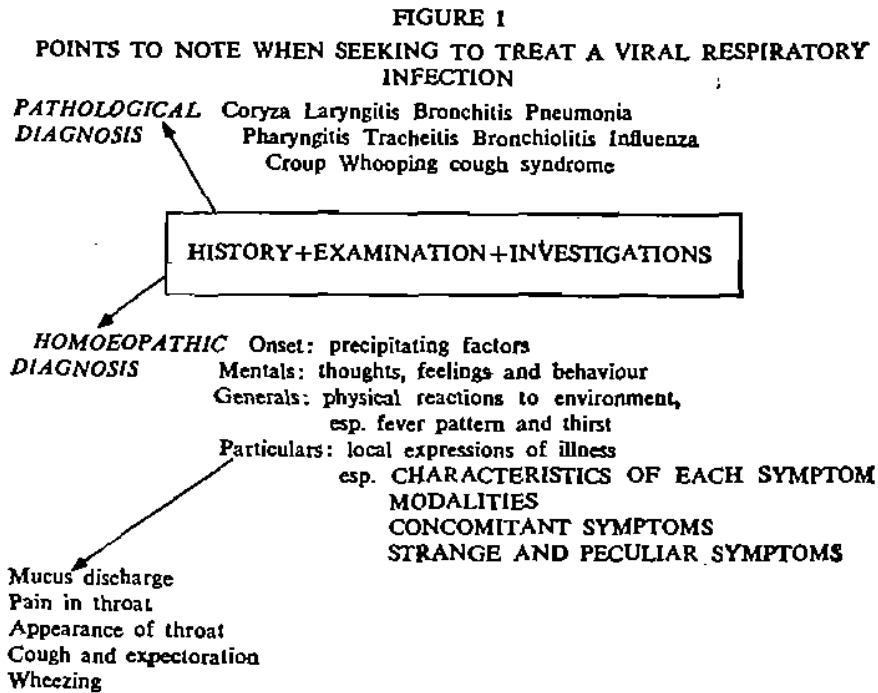 FIGURE 1
POINTS TO NOTE WHEN SEEKING TO TREAT A VIRAL RESPIRATORY
INFECTION
PATHOLOGICAL Coryza Laryngitis Bronchitis Pneumonia
DIAGNOSIS Pharyngitis Tracheitis Bronchiolitis Influenza
Croup Whooping cough syndrome
HISTORY+EXAMINATION+INVESTIGATIONS
HOMOEOPATHIC Onset: precipitating factors
DIAGNOSIS Mentals: thoughts, feelings and behaviour
Generals: physical reactions to environment,
esp. fever pattern and thirst
Particulars: local expressions of illness
esp. CHARACTERISTICS OF EACH SYMPTOM
MODALITIES
CONCOMITANT SYMPTOMS
STRANGE AND PECULIAR SYMPTOMS
Mucus discharge
Pain in throat
Appearance of throat
Cough and expectoration
Wheezing